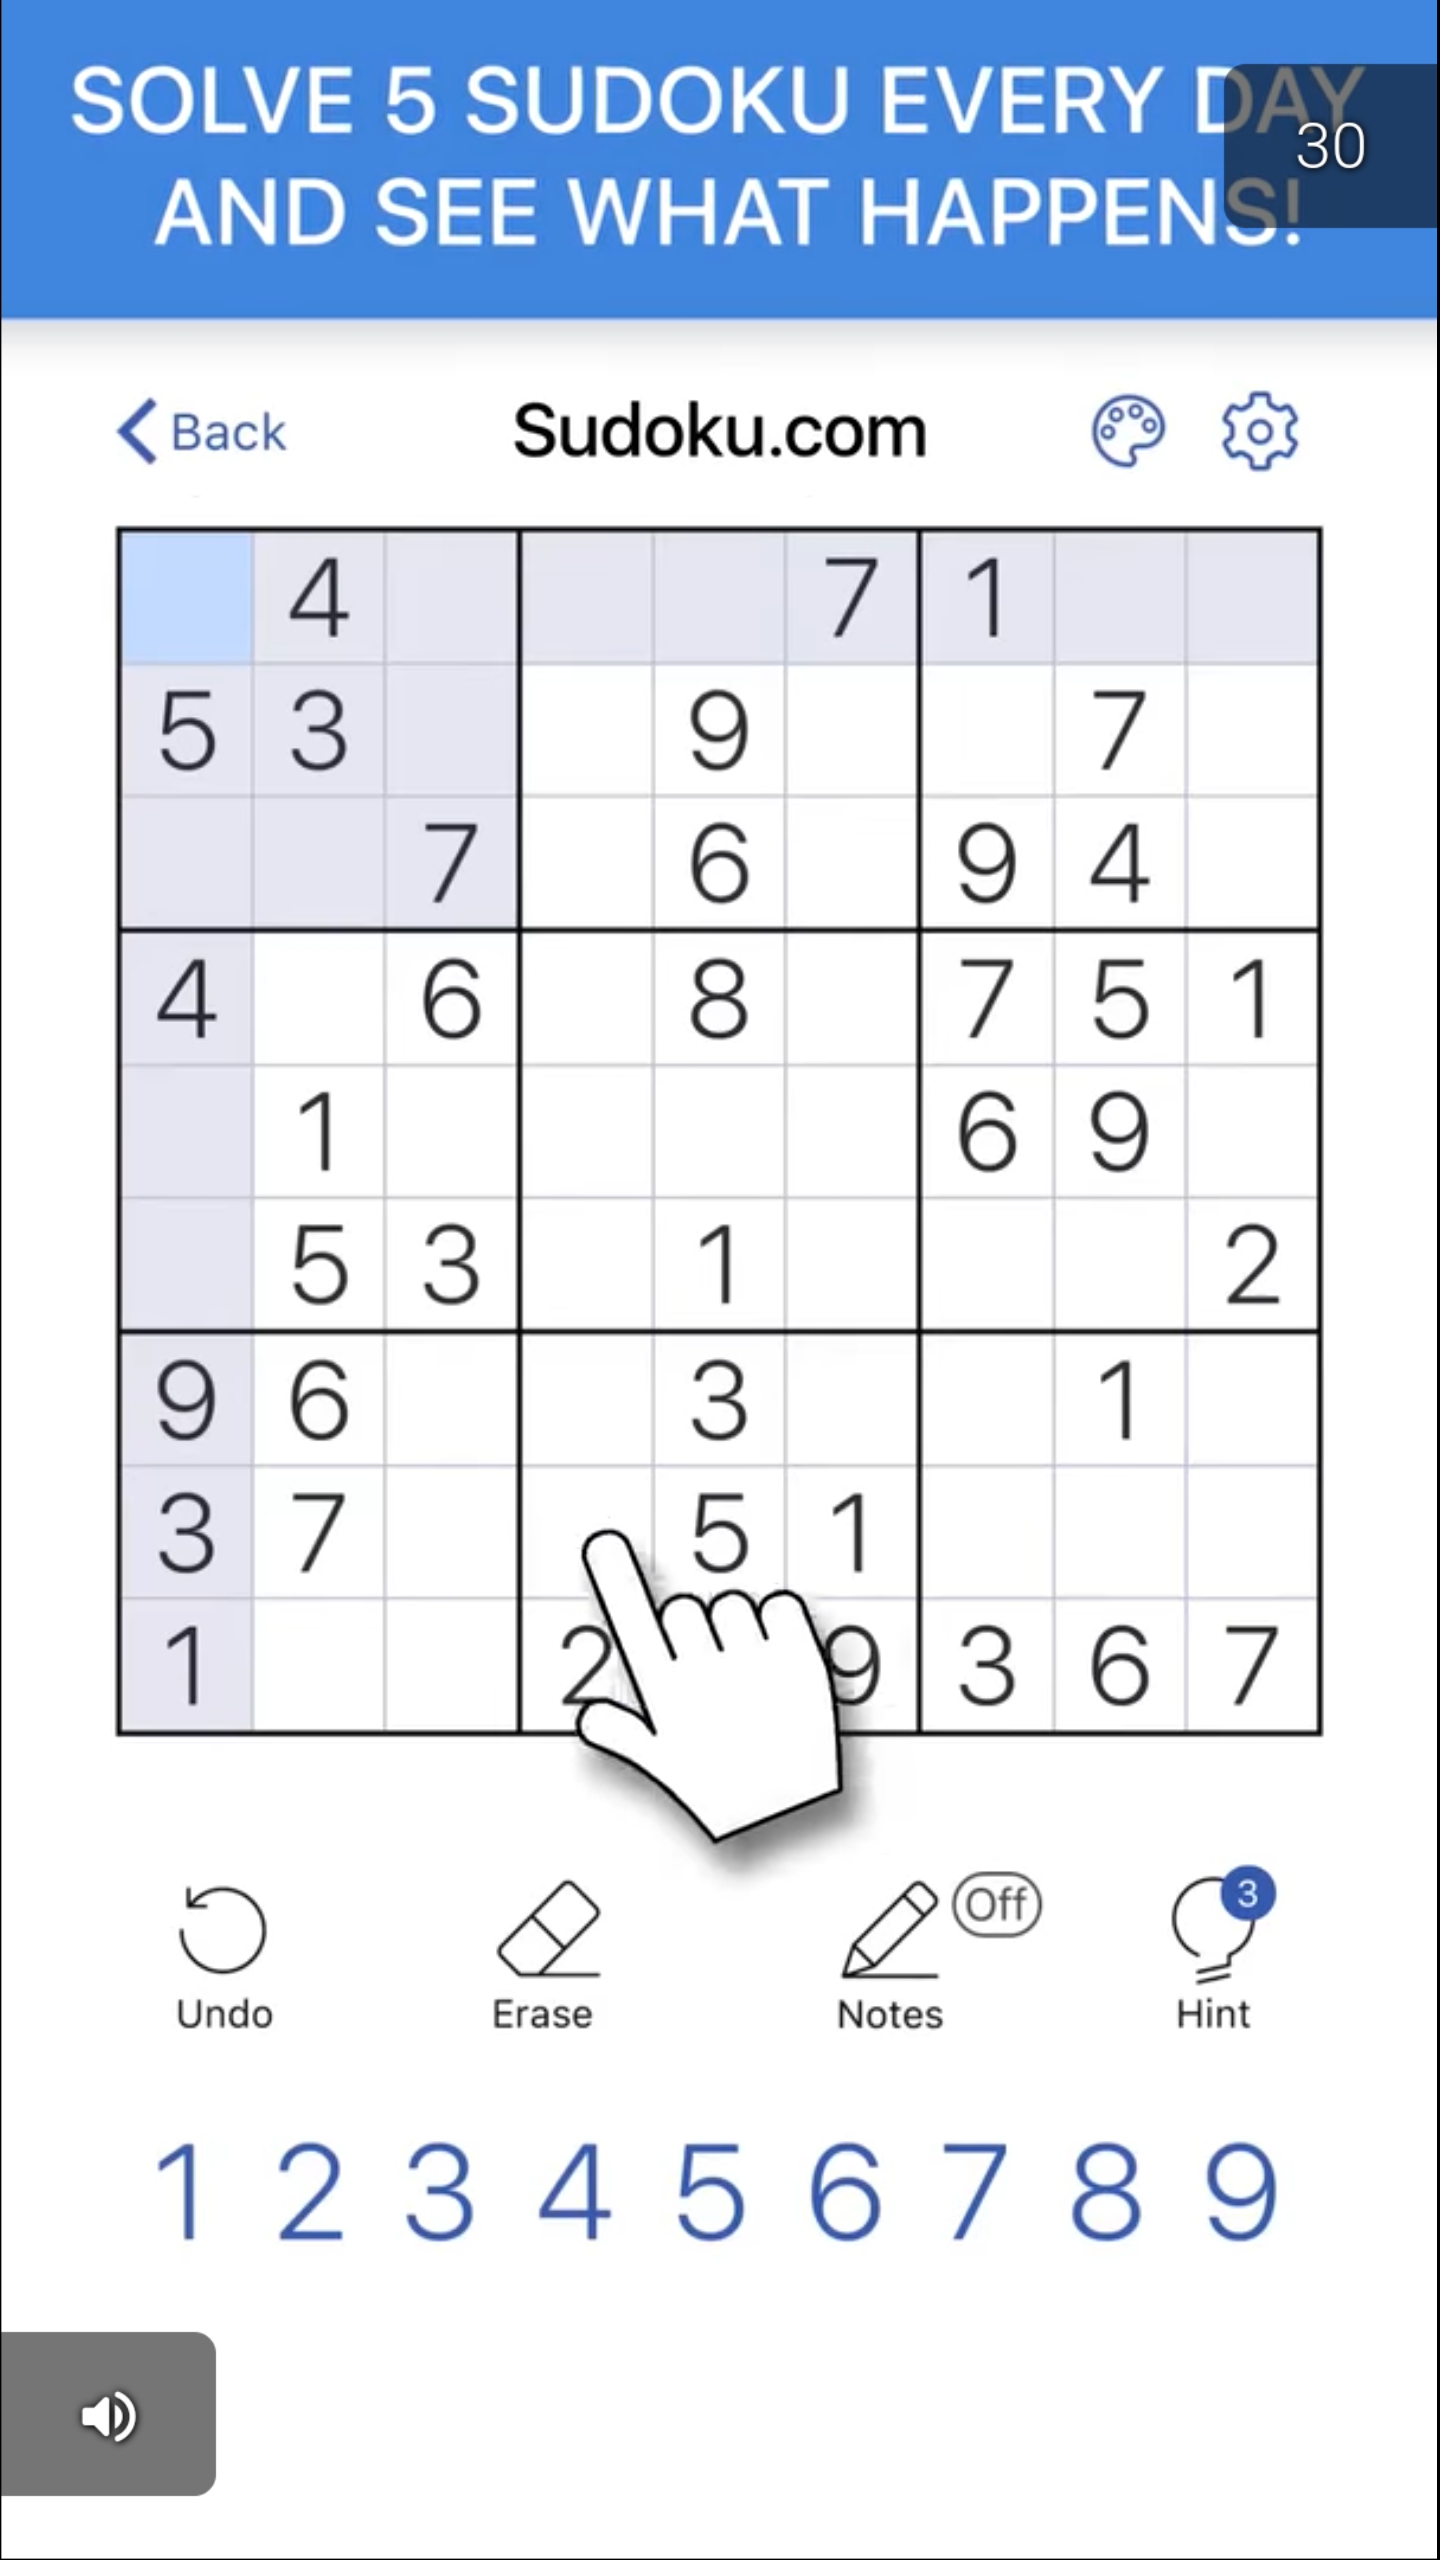 SOLVE 5 SUDOKU EVERY DAY
30
AND SEE WHAT HAPPENS!
Back Sudoku.com
4 7 1
5 3 9 7
7 6 9 4
4 6 8 7 5 1
1 6 9
5 3 1 2
9 6 3 1
3 7 5 1
1 2 9 3 6 7
Off 3
Undo Erase Notes Hint
1 2 3 4 5 6 7 8 9